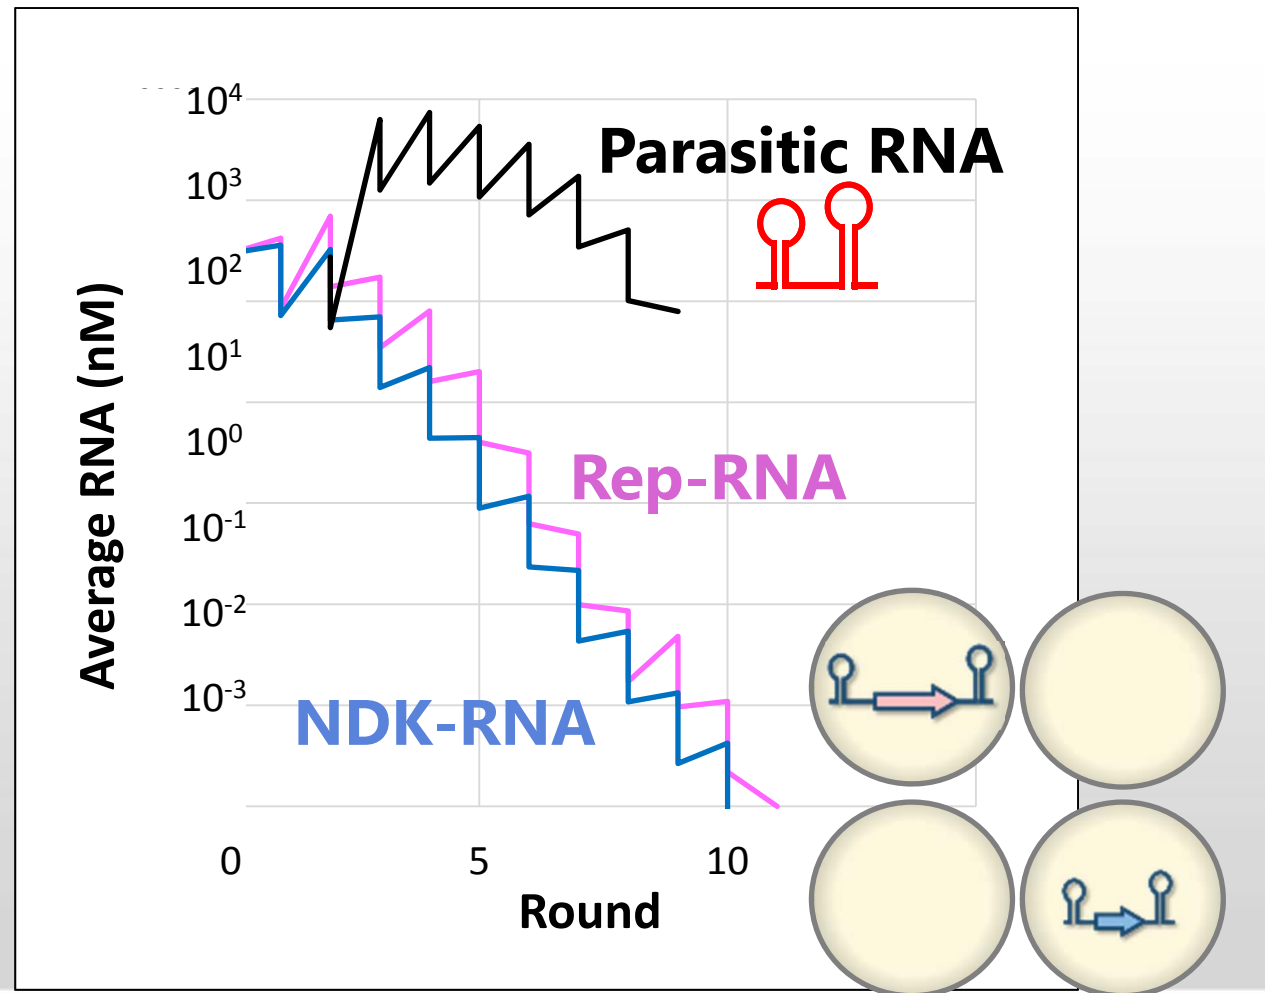 10⁴
Parasitic RNA
10³
10²
10¹
10⁰
Rep-RNA
10⁻¹
10⁻²
10⁻³
NDK-RNA
Average RNA (nM)
0 5 10
Round